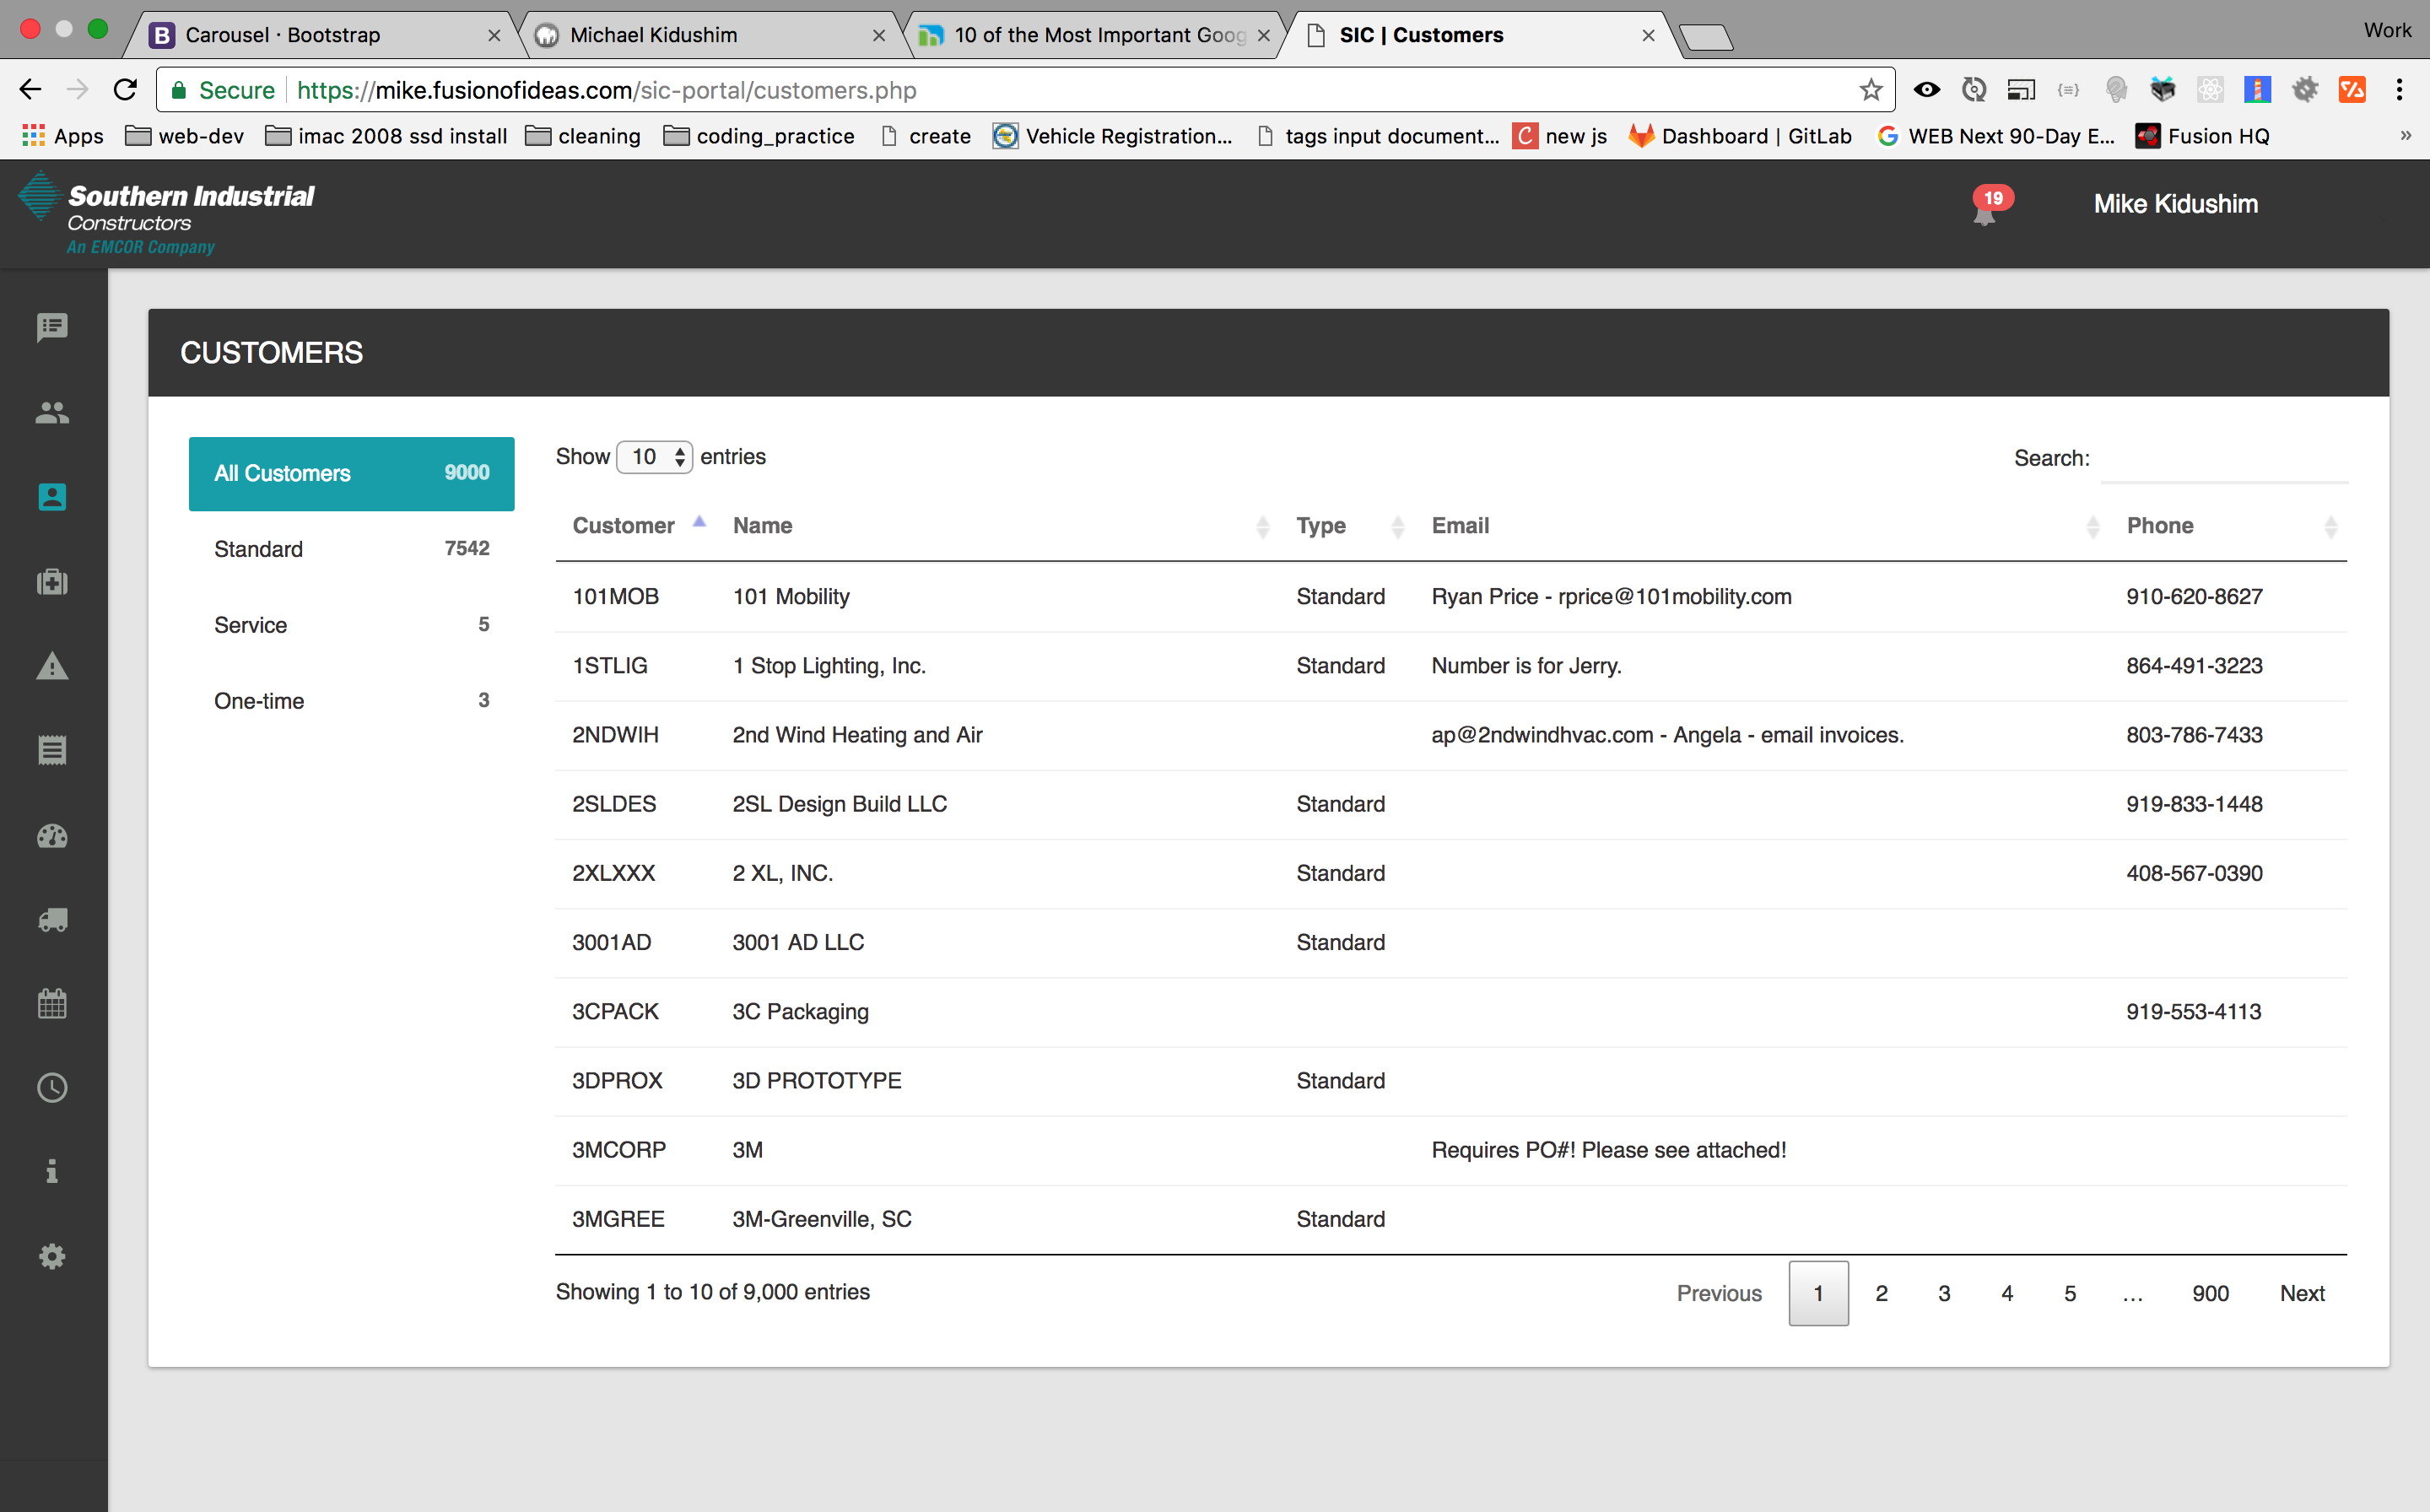 Carousel · Bootstrap
Michael Kidushim
10 of the Most Important Goog
SIC | Customers
Work
Secure https://mike.fusionofideas.com/sic-portal/customers.php
Apps web-dev imac 2008 ssd install cleaning coding_practice create Vehicle Registration... tags input document... new js Dashboard | GitLab WEB Next 90-Day E... Fusion HQ »
Southern Industrial
Constructors
An EMCOR Company
19
Mike Kidushim
CUSTOMERS
All Customers 9000
Standard 7542
Service 5
One-time 3
Show 10 entries
Search:
Customer Name Type Email Phone
101MOB 101 Mobility Standard Ryan Price - rprice@101mobility.com 910-620-8627
1STLIG 1 Stop Lighting, Inc. Standard Number is for Jerry. 864-491-3223
2NDWIH 2nd Wind Heating and Air ap@2ndwindhvac.com - Angela - email invoices. 803-786-7433
2SLDES 2SL Design Build LLC Standard 919-833-1448
2XLXXX 2 XL, INC. Standard 408-567-0390
3001AD 3001 AD LLC Standard
3CPACK 3C Packaging 919-553-4113
3DPROX 3D PROTOTYPE Standard
3MCORP 3M Requires PO#! Please see attached!
3MGREE 3M-Greenville, SC Standard
Showing 1 to 10 of 9,000 entries
Previous 1 2 3 4 5 … 900 Next